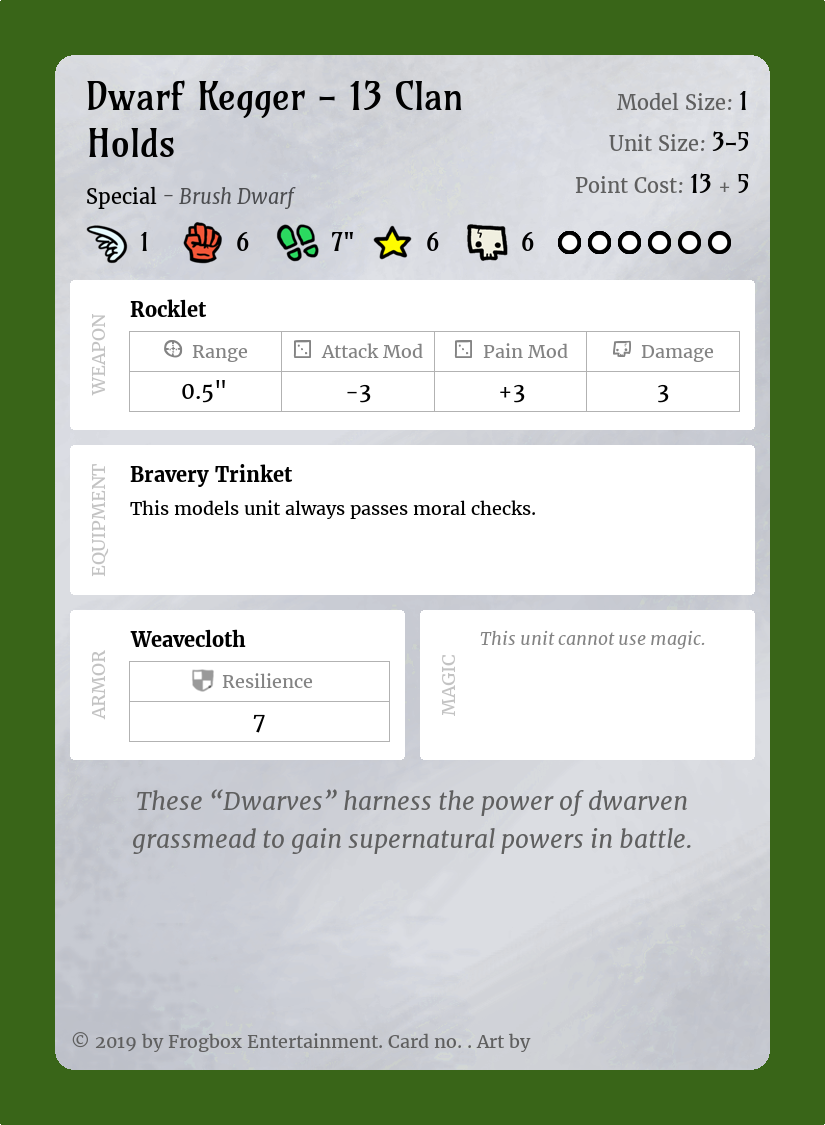 Dwarf Kegger – 13 Clan
Holds
Model Size: 1
Unit Size: 3–5
Point Cost: 13 + 5
Special – Brush Dwarf
1 6 7" 6 6
WEAPON
Rocklet
Range Attack Mod Pain Mod Damage
0.5" -3 +3 3
EQUIPMENT
Bravery Trinket
This models unit always passes moral checks.
ARMOR
Weavecloth
Resilience
7
MAGIC
This unit cannot use magic.
These “Dwarves” harness the power of dwarven
grassmead to gain supernatural powers in battle.
© 2019 by Frogbox Entertainment. Card no. . Art by